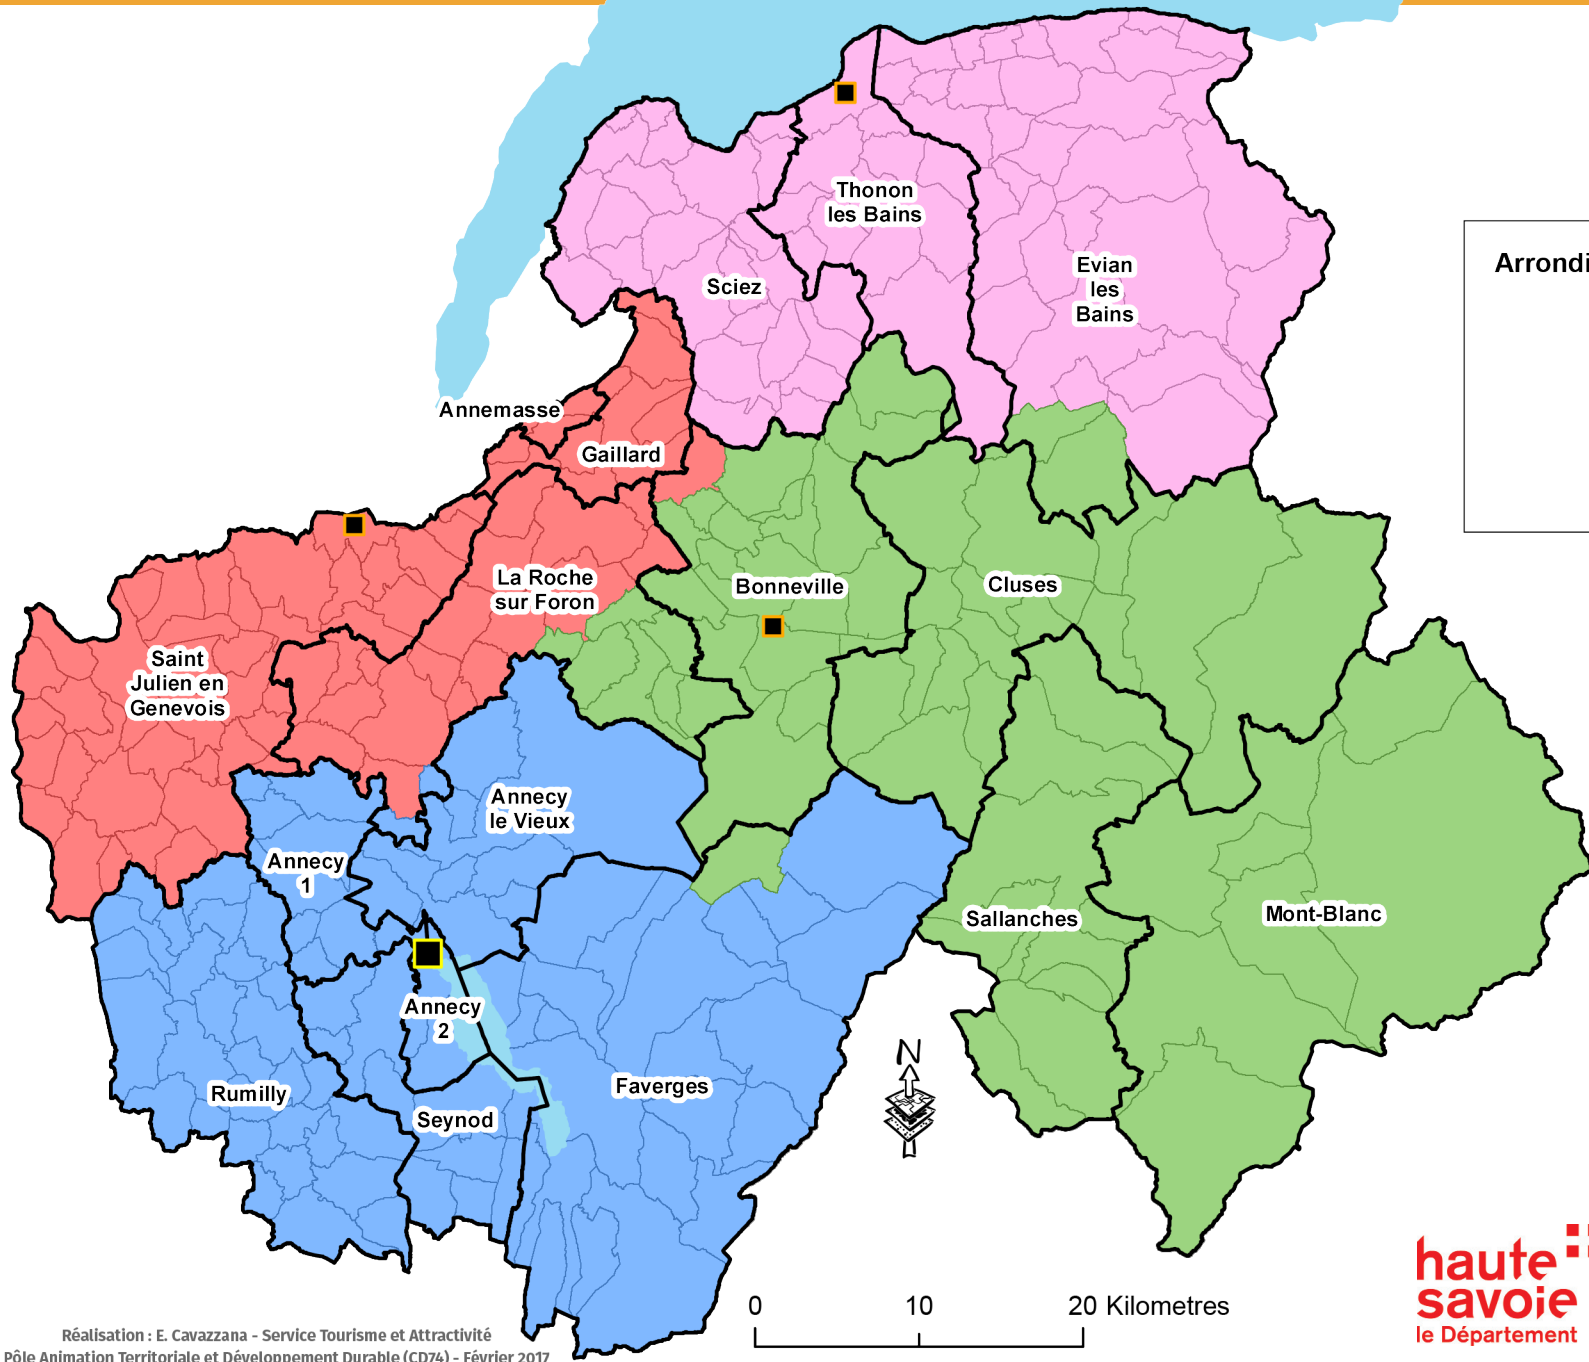 Thonon
les Bains
Evian
les
Bains
Sciez
Arrondi
Annemasse
Gaillard
La Roche
sur Foron
Bonneville
Cluses
Saint
Julien en
Genevois
Annecy
le Vieux
Annecy
1
Sallanches
Mont-Blanc
Annecy
2
N
Rumilly
Faverges
Seynod
0 10 20 Kilometres
haute
savoie
le Département
Réalisation : E. Cavazzana - Service Tourisme et Attractivité
Pôle Animation Territoriale et Développement Durable (CD74) - Février 2017